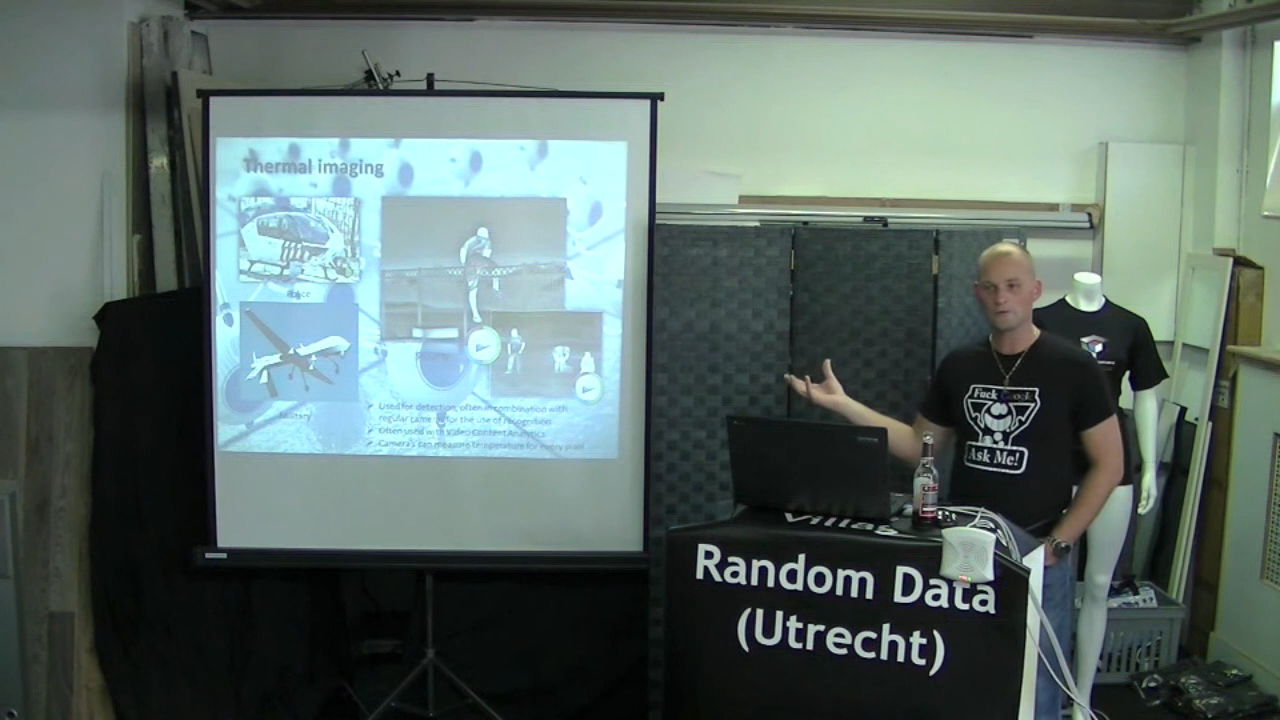 Thermal imaging
Police
Military
Used for detection, often in combination with
regular camera for the use of recognition
Often used with Video Content Analytics
Camera's can measure temperature for every pixel
Fuck Google
Ask Me!
Villag
Random Data
(Utrecht)